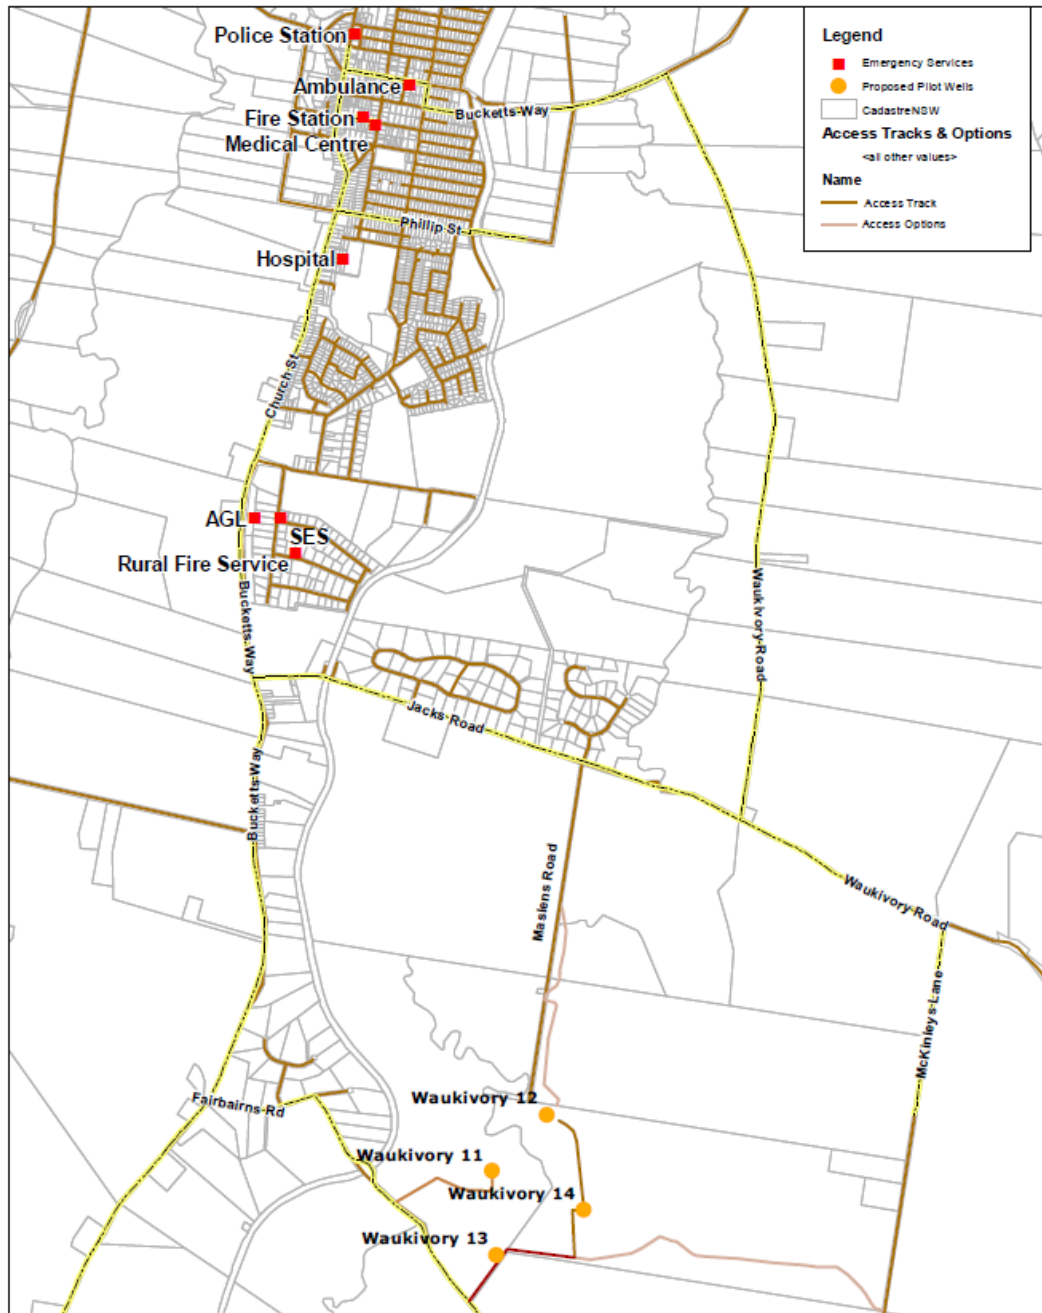 Police Station
Ambulance
Fire Station
Medical Centre
Bucketts Way
Phillip St
Hospital
Church St
AGL
SES
Rural Fire Service
Bucketts Way
Waukivory Road
Jacks Road
Bucketts Way
Maslens Road
Waukivory Road
McKinleys Lane
Fairbairns Rd
Waukivory 12
Waukivory 11
Waukivory 14
Waukivory 13
Legend
Emergency Services
Proposed Pilot Wells
CadastreNSW
Access Tracks & Options
<all other values>
Name
Access Track
Access Options